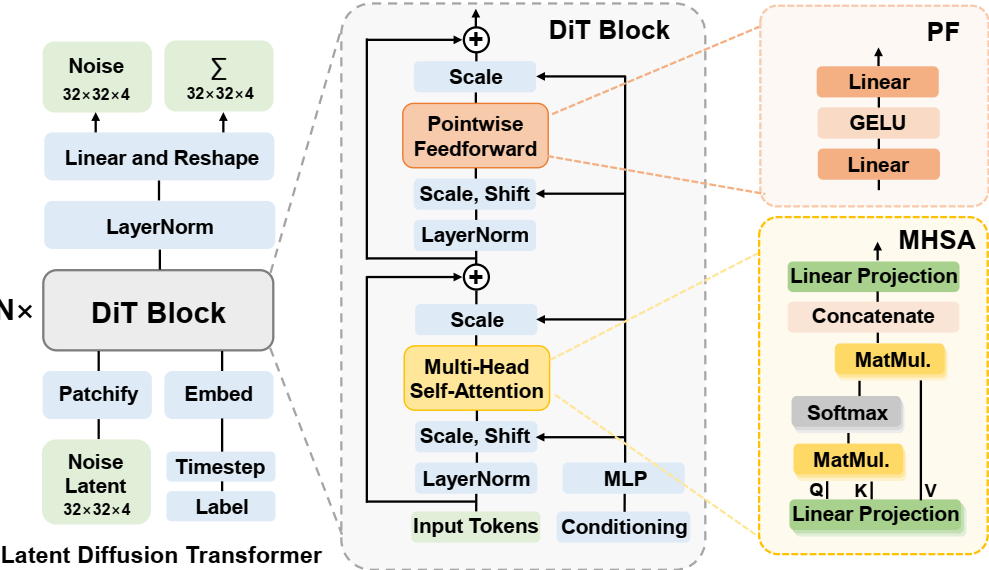 Noise
32×32×4
∑
32×32×4
Linear and Reshape
LayerNorm
N×
DiT Block
Patchify
Embed
Noise
Latent
32×32×4
Timestep
Label
Latent Diffusion Transformer
DiT Block
+
Scale
Pointwise
Feedforward
Scale, Shift
LayerNorm
+
Scale
Multi-Head
Self-Attention
Scale, Shift
LayerNorm
MLP
Input Tokens
Conditioning
PF
Linear
GELU
Linear
MHSA
Linear Projection
Concatenate
MatMul.
Softmax
MatMul.
Q K V
Linear Projection